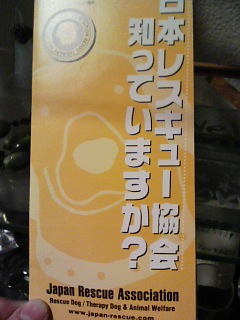 日本レスキュー協会
知っていますか?
Japan Rescue Association
Rescue Dog / Therapy Dog & Animal Welfare
www.japan-rescue.com